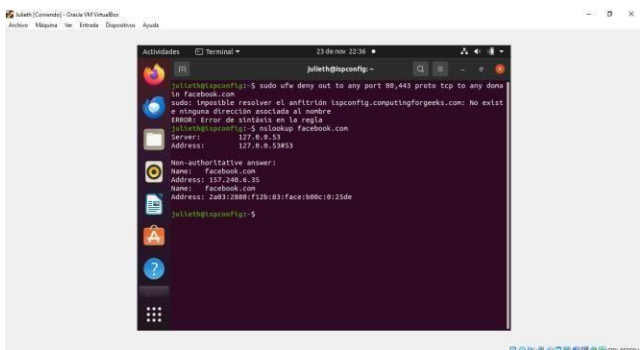 Julieth [Corriendo] - Oracle VM VirtualBox
Archivo Máquina Ver Entrada Dispositivos Ayuda
Actividades Terminal 23 de nov 22:36
julieth@ispconfig: ~
julieth@ispconfig:~$ sudo ufw deny out to any port 80,443 proto tcp to any doma
in facebook.com
sudo: imposible resolver el anfitrión ispconfig.computingforgeeks.com: No exist
e ninguna dirección asociada al nombre
ERROR: Error de sintáxis en la regla
julieth@ispconfig:~$ nslookup facebook.com
Server: 127.0.0.53
Address: 127.0.0.53#53
Non-authoritative answer:
Name: facebook.com
Address: 157.240.6.35
Name: facebook.com
Address: 2a03:2880:f12b:83:face:b00c:0:25de
julieth@ispconfig:~$